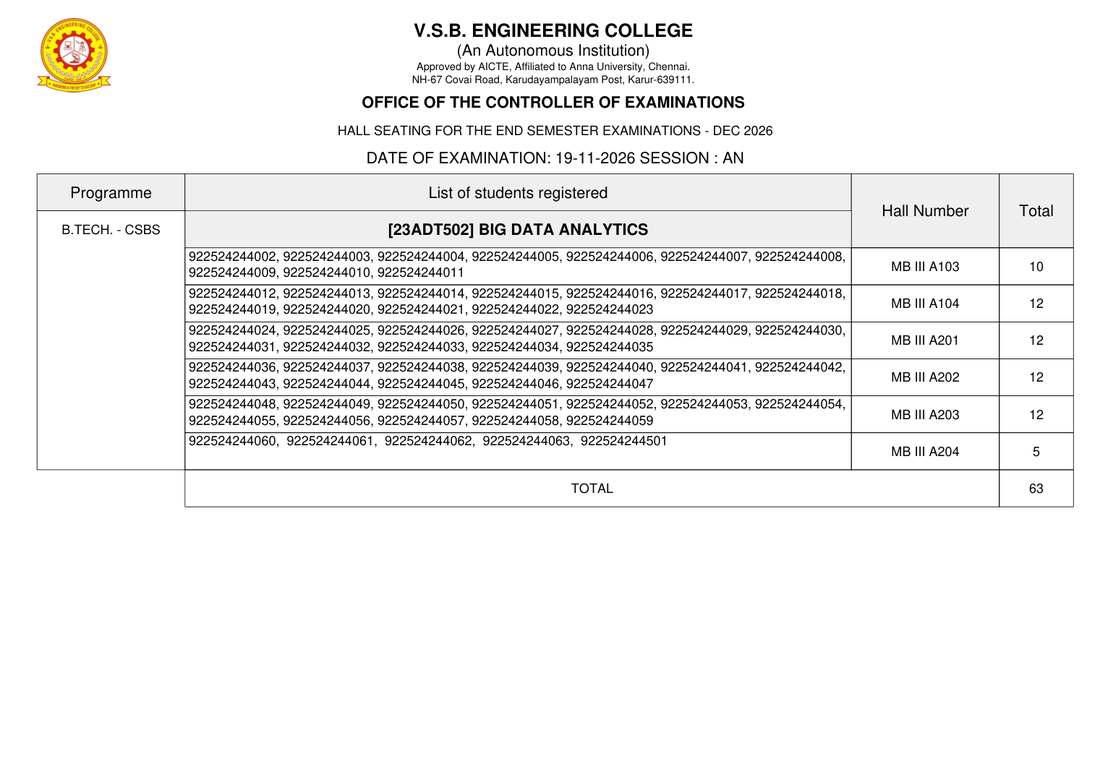 V.S.B. ENGINEERING COLLEGE
(An Autonomous Institution)
Approved by AICTE, Affiliated to Anna University, Chennai.
NH-67 Covai Road, Karudayampalayam Post, Karur-639111.
OFFICE OF THE CONTROLLER OF EXAMINATIONS
HALL SEATING FOR THE END SEMESTER EXAMINATIONS - DEC 2026
DATE OF EXAMINATION: 19-11-2026 SESSION : AN
Programme List of students registered Hall Number Total
B.TECH. - CSBS [23ADT502] BIG DATA ANALYTICS
922524244002, 922524244003, 922524244004, 922524244005, 922524244006, 922524244007, 922524244008,
922524244009, 922524244010, 922524244011
MB III A103 10
922524244012, 922524244013, 922524244014, 922524244015, 922524244016, 922524244017, 922524244018,
922524244019, 922524244020, 922524244021, 922524244022, 922524244023
MB III A104 12
922524244024, 922524244025, 922524244026, 922524244027, 922524244028, 922524244029, 922524244030,
922524244031, 922524244032, 922524244033, 922524244034, 922524244035
MB III A201 12
922524244036, 922524244037, 922524244038, 922524244039, 922524244040, 922524244041, 922524244042,
922524244043, 922524244044, 922524244045, 922524244046, 922524244047
MB III A202 12
922524244048, 922524244049, 922524244050, 922524244051, 922524244052, 922524244053, 922524244054,
922524244055, 922524244056, 922524244057, 922524244058, 922524244059
MB III A203 12
922524244060, 922524244061, 922524244062, 922524244063, 922524244501
MB III A204 5
TOTAL 63